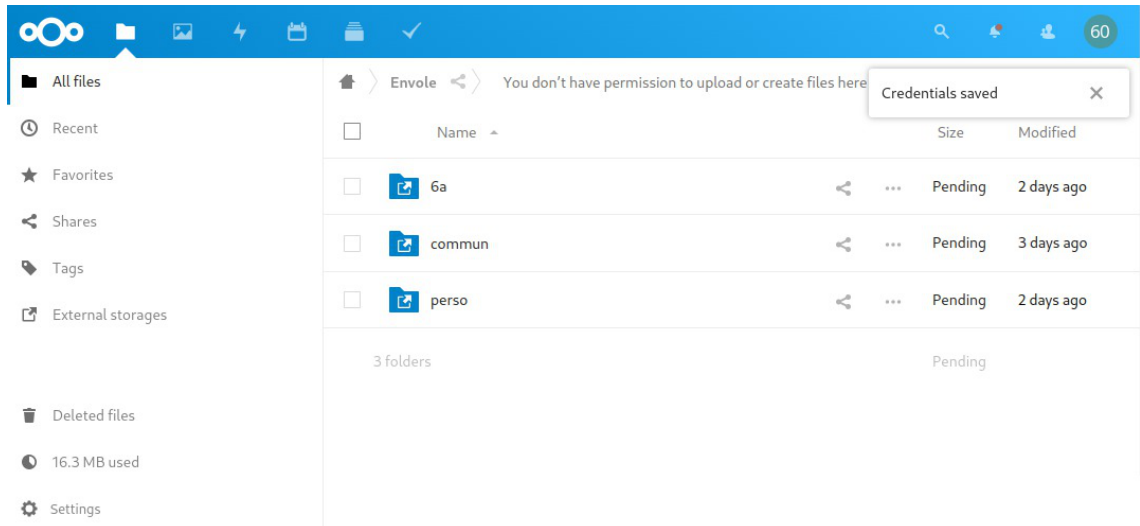 60
All files
Envole
You don't have permission to upload or create files here
Credentials saved
Recent
Name
Size
Modified
Favorites
6a
Pending
2 days ago
Shares
commun
Pending
3 days ago
Tags
perso
Pending
2 days ago
External storages
3 folders
Pending
Deleted files
16.3 MB used
Settings